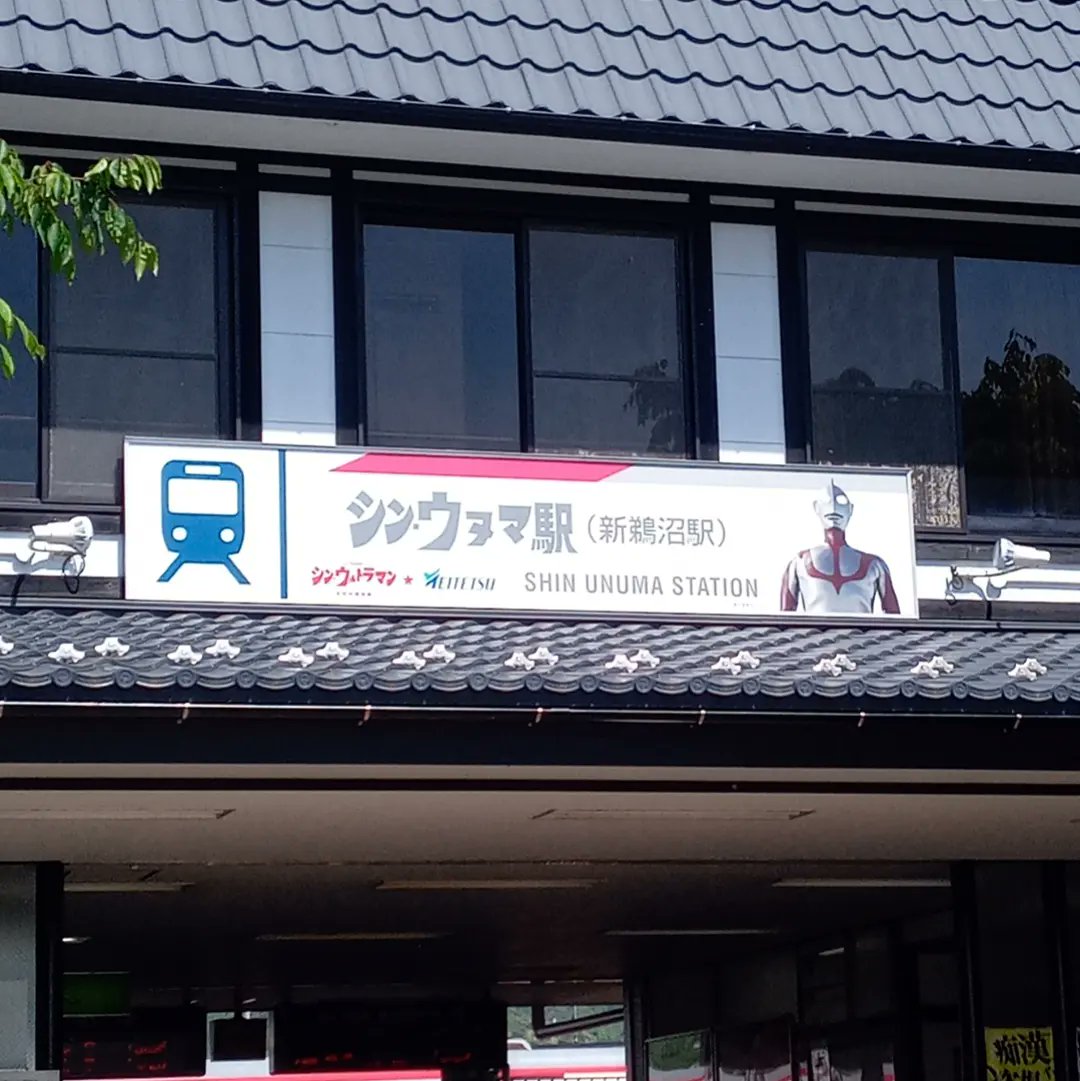 シン・ウヌマ駅（新鵜沼駅）
シン・ウルトラマン★MEITETSU
SHIN UNUMA STATION
痴漢